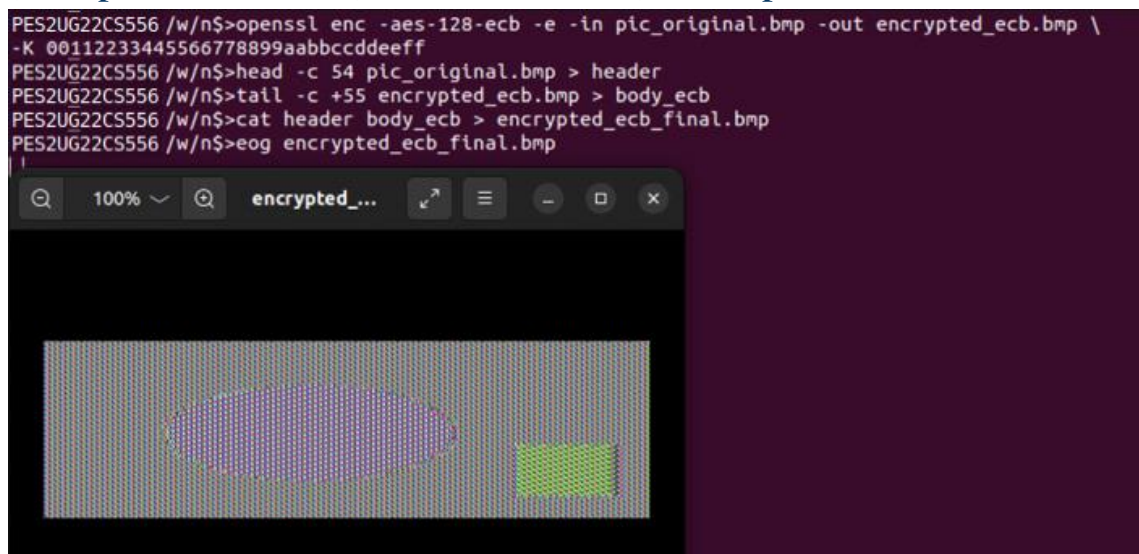 PES2UG22CS556 /w/n$>openssl enc -aes-128-ecb -e -in pic_original.bmp -out encrypted_ecb.bmp \
-K 00112233445566778899aabbccddeeff
PES2UG22CS556 /w/n$>head -c 54 pic_original.bmp > header
PES2UG22CS556 /w/n$>tail -c +55 encrypted_ecb.bmp > body_ecb
PES2UG22CS556 /w/n$>cat header body_ecb > encrypted_ecb_final.bmp
PES2UG22CS556 /w/n$>eog encrypted_ecb_final.bmp
100% encrypted_...